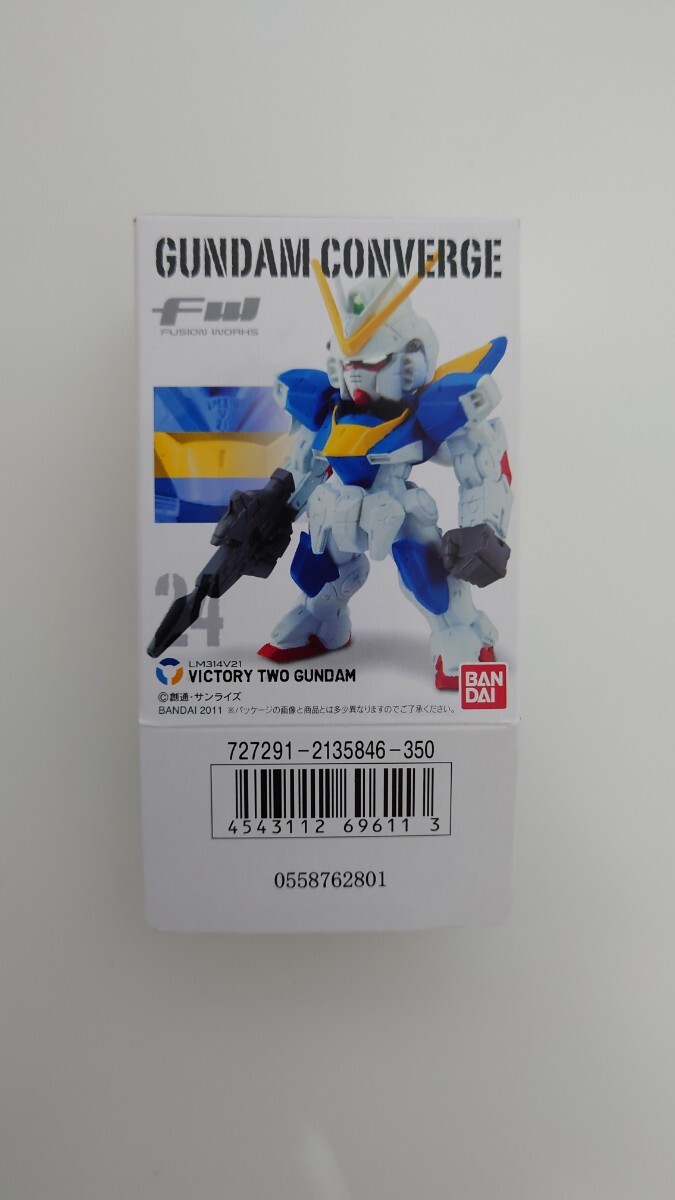 GUNDAM CONVERGE
FW
FUSION WORKS
24
LM314V21
VICTORY TWO GUNDAM
©創通・サンライズ
BANDAI 2011 ※パッケージの画像と商品とは多少異なりますのでご了承ください。
BAN
DAI
727291-2135846-350
4543112 69611 3
0558762801